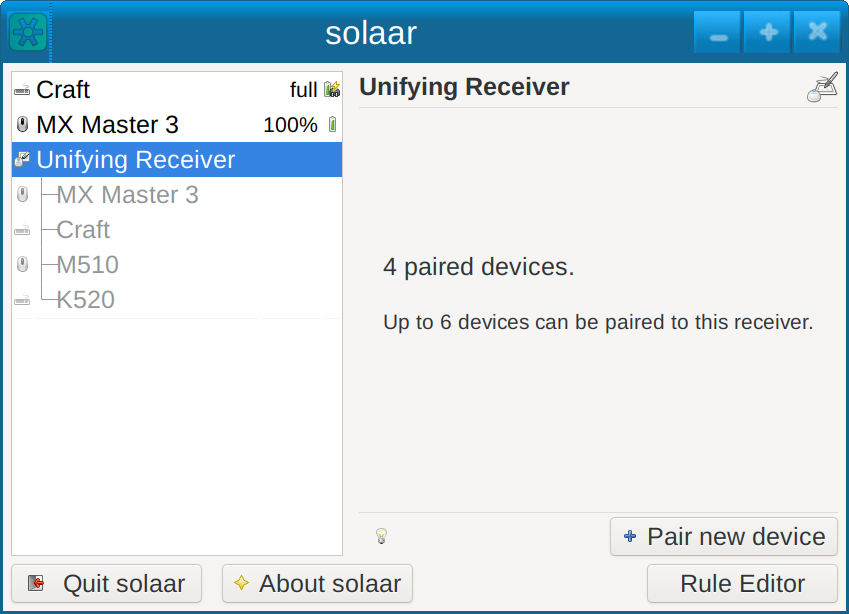 solaar
Craft full
MX Master 3 100%
Unifying Receiver
MX Master 3
Craft
M510
K520
Unifying Receiver
4 paired devices.
Up to 6 devices can be paired to this receiver.
Pair new device
Quit solaar
About solaar
Rule Editor